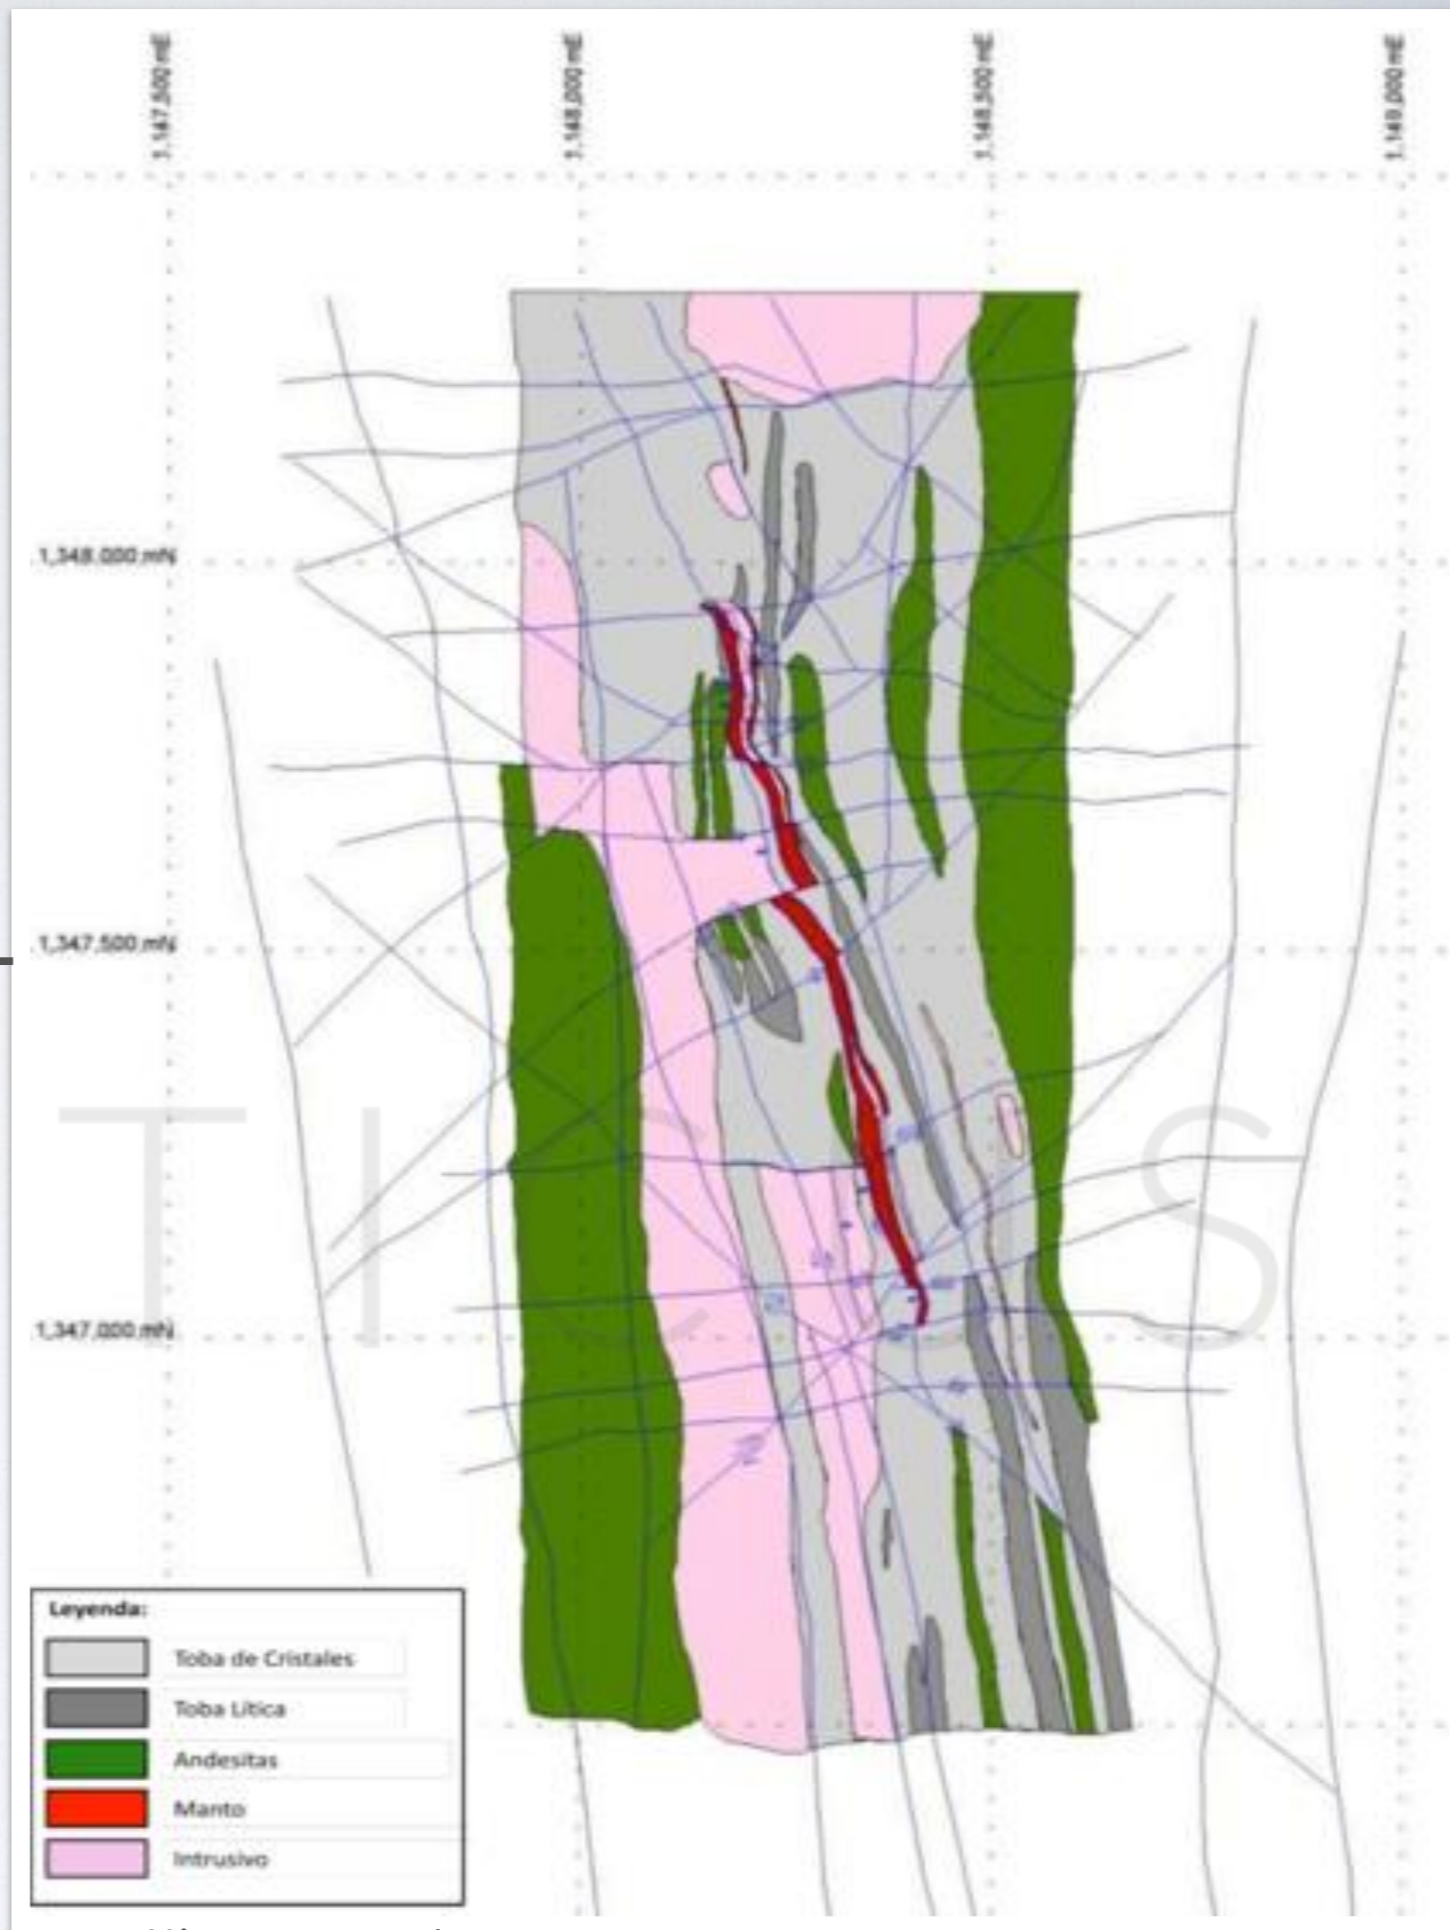 1,147,500 mE
1,148,000 mE
1,148,500 mE
1,149,000 mE
1,348,000 mN
1,347,500 mN
1,347,000 mN
T I C S
Leyenda:
Toba de Cristales
Toba Lítica
Andesitas
Manto
Intrusivo